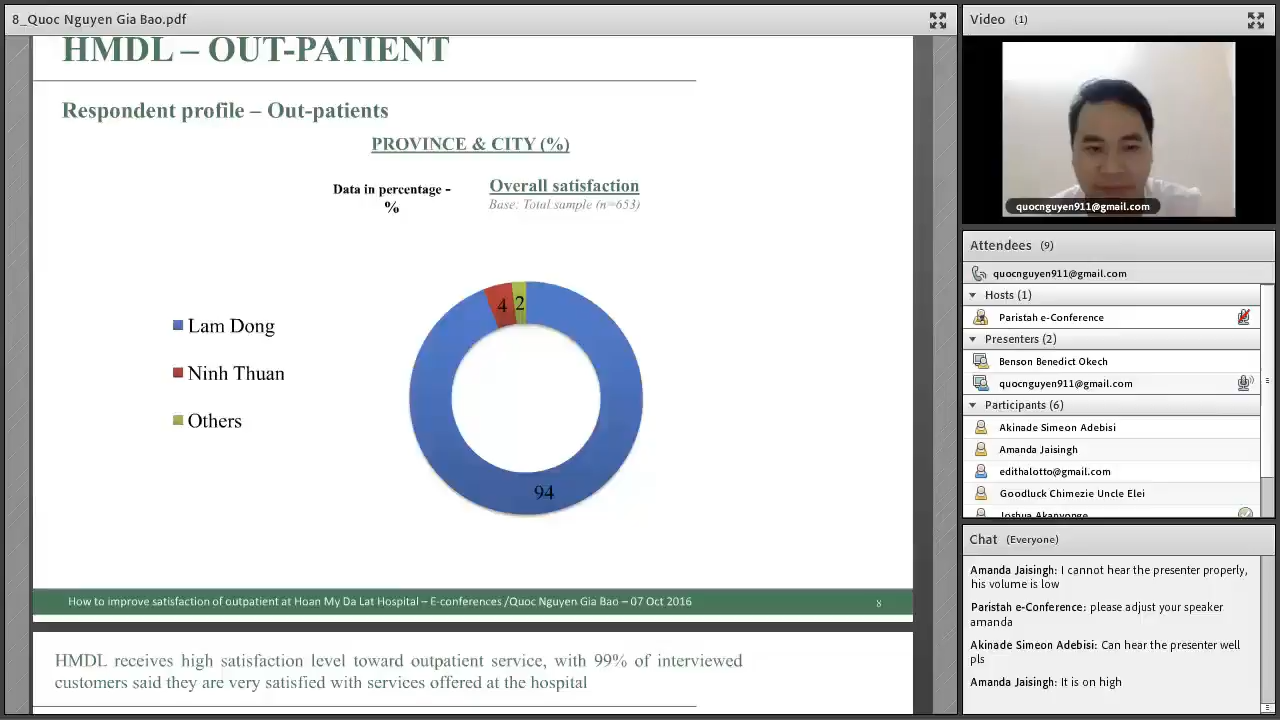 8_Quoc Nguyen Gia Bao.pdf
HMDL – OUT-PATIENT
Respondent profile – Out-patients
PROVINCE & CITY (%)
Data in percentage -
%
Overall satisfaction
Base: Total sample (n=653)
Lam Dong
Ninh Thuan
Others
4
2
94
How to improve satisfaction of outpatient at Hoan My Da Lat Hospital – E-conferences /Quoc Nguyen Gia Bao – 07 Oct 2016
8
HMDL receives high satisfaction level toward outpatient service, with 99% of interviewed
customers said they are very satisfied with services offered at the hospital
Video (1)
quocnguyen911@gmail.com
Attendees (9)
quocnguyen911@gmail.com
Hosts (1)
Paristah e-Conference
Presenters (2)
Benson Benedict Okech
quocnguyen911@gmail.com
Participants (6)
Akinade Simeon Adebisi
Amanda Jaisingh
edithalotto@gmail.com
Goodluck Chimezie Uncle Elei
Joshua Akanyonge
Chat (Everyone)
Amanda Jaisingh: I cannot hear the presenter properly,
his volume is low
Paristah e-Conference: please adjust your speaker
amanda
Akinade Simeon Adebisi: Can hear the presenter well
pls
Amanda Jaisingh: It is on high